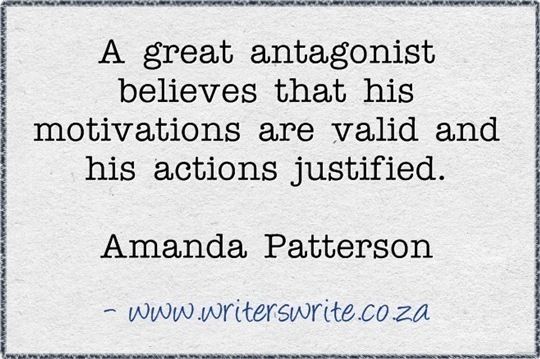 A great antagonist
believes that his
motivations are valid and
his actions justified.
Amanda Patterson
- www.writerswrite.co.za